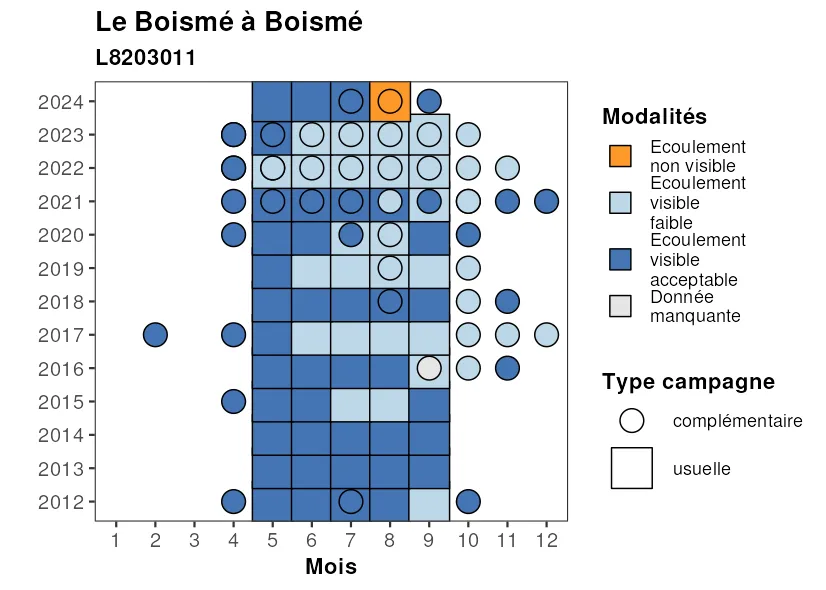 Le Boismé à Boismé
L8203011
2024
2023
2022
2021
2020
2019
2018
2017
2016
2015
2014
2013
2012
1 2 3 4 5 6 7 8 9 10 11 12
Mois
Modalités
Ecoulement
non visible
Ecoulement
visible
faible
Ecoulement
visible
acceptable
Donnée
manquante
Type campagne
complémentaire
usuelle